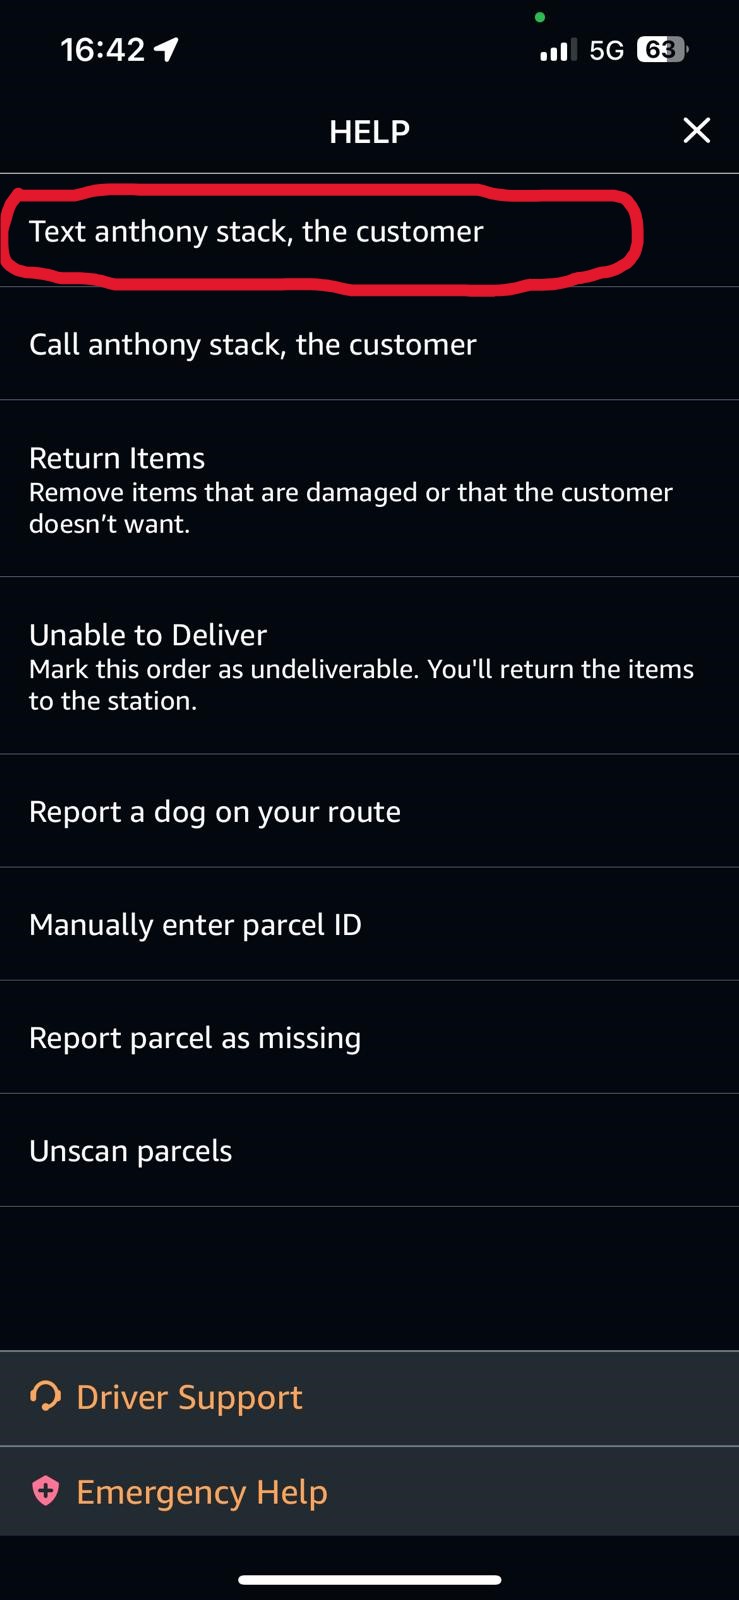 16:42
5G
63
HELP
Text anthony stack, the customer
Call anthony stack, the customer
Return Items
Remove items that are damaged or that the customer
doesn’t want.
Unable to Deliver
Mark this order as undeliverable. You'll return the items
to the station.
Report a dog on your route
Manually enter parcel ID
Report parcel as missing
Unscan parcels
Driver Support
Emergency Help